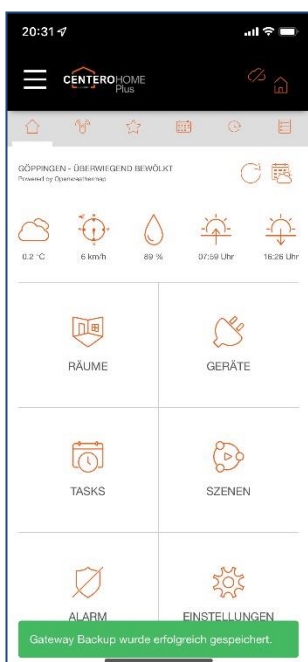 20:31
CENTEROHOME
Plus
GÖPPINGEN - ÜBERWIEGEND BEWÖLKT
Powered by Openweathermap
0.2 °C 6 km/h 89 % 07:59 Uhr 16:26 Uhr
RÄUME GERÄTE
TASKS SZENEN
ALARM EINSTELLUNGEN
Gateway Backup wurde erfolgreich gespeichert.